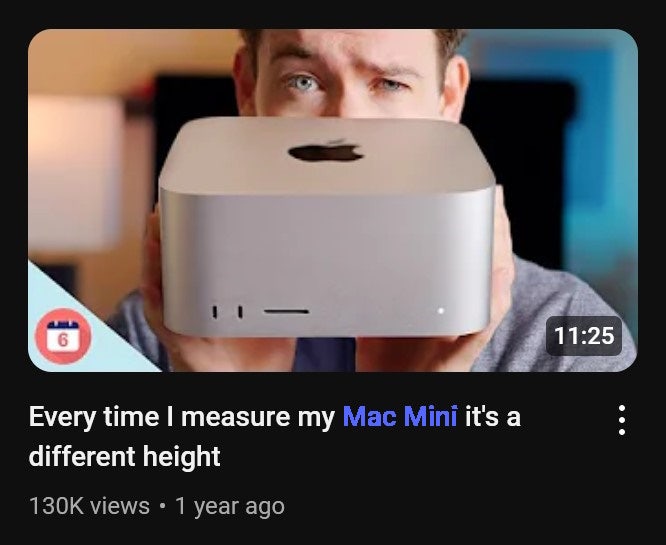 6
11:25
Every time I measure my Mac Mini it's a
different height
130K views • 1 year ago